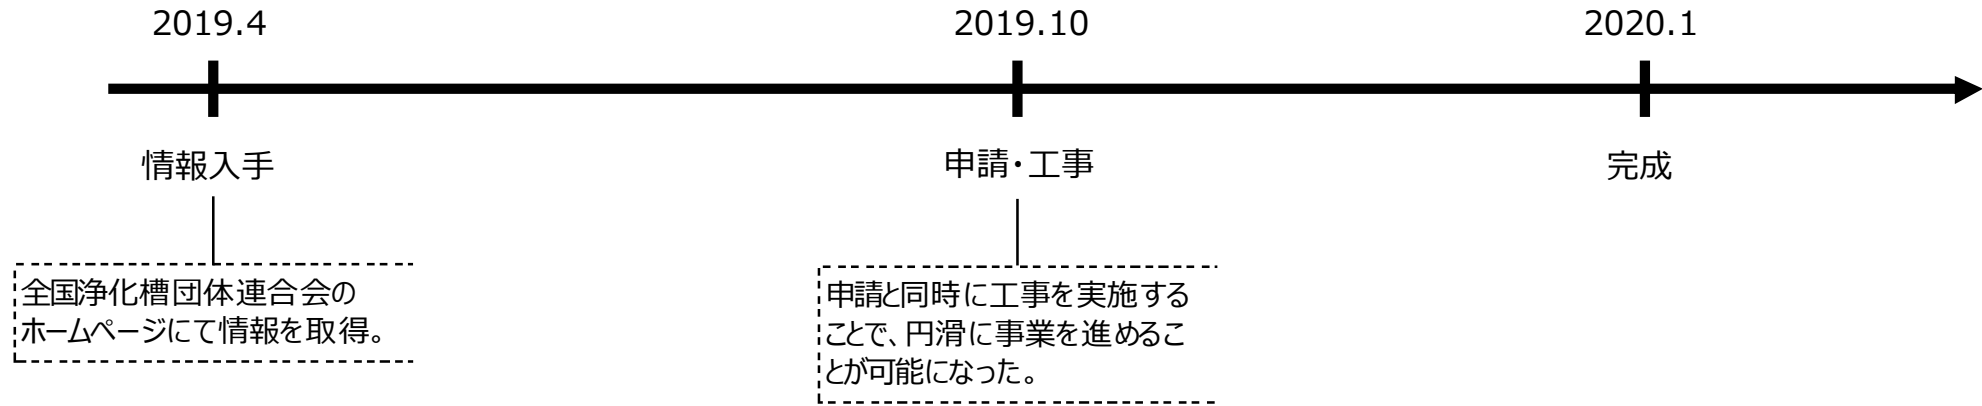 2019.4
2019.10
2020.1
情報入手
申請・工事
完成
全国浄化槽団体連合会の
ホームページにて情報を取得。
申請と同時に工事を実施する
ことで、円滑に事業を進めるこ
とが可能になった。